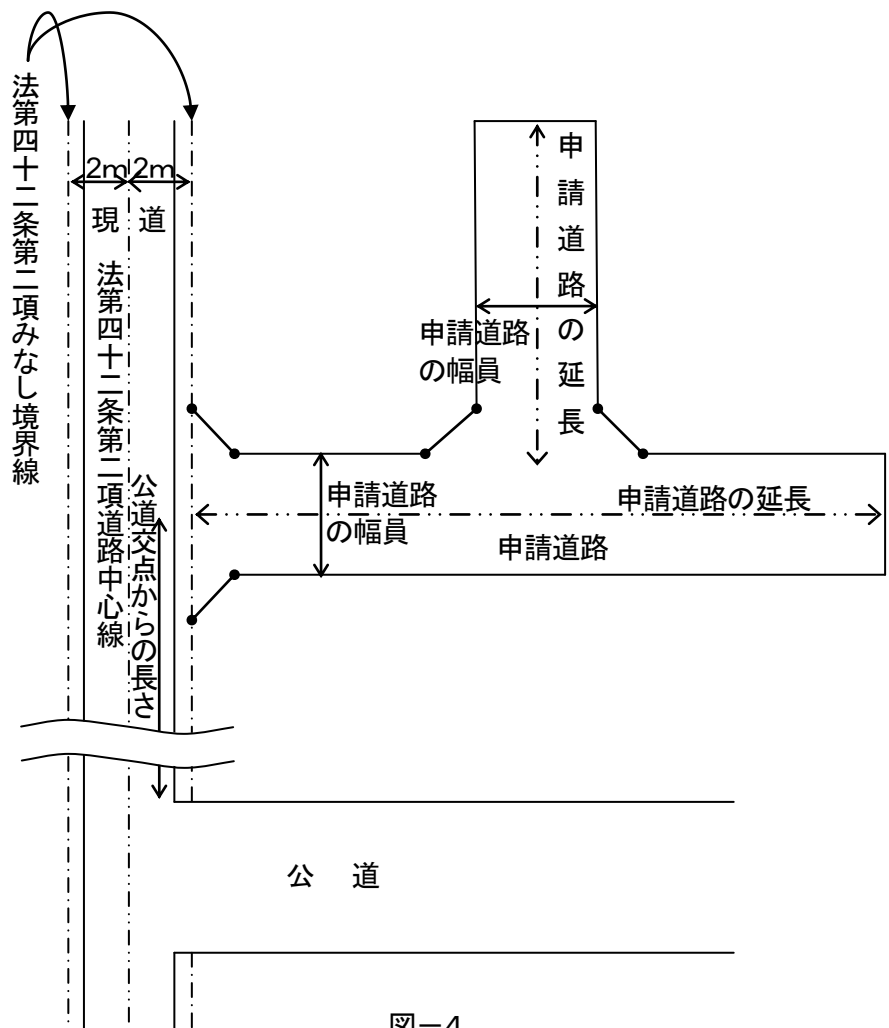 法第四十二条第二項みなし境界線
2m
2m
現 道
法第四十二条第二項道路中心線
公道交点からの長さ
申請道路の延長
申請道路
の幅員
申請道路
の幅員
申請道路の延長
申請道路
公 道
図－4